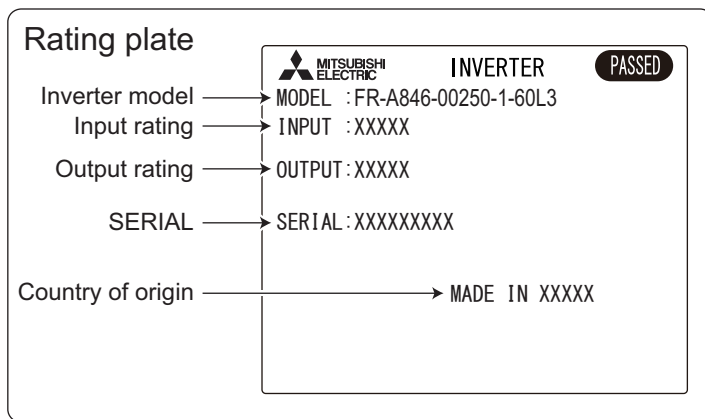 Rating plate
MITSUBISHI
ELECTRIC
INVERTER
PASSED
Inverter model
MODEL :FR-A846-00250-1-60L3
Input rating
INPUT :XXXXX
Output rating
OUTPUT:XXXXX
SERIAL
SERIAL:XXXXXXXXX
Country of origin
MADE IN XXXXX